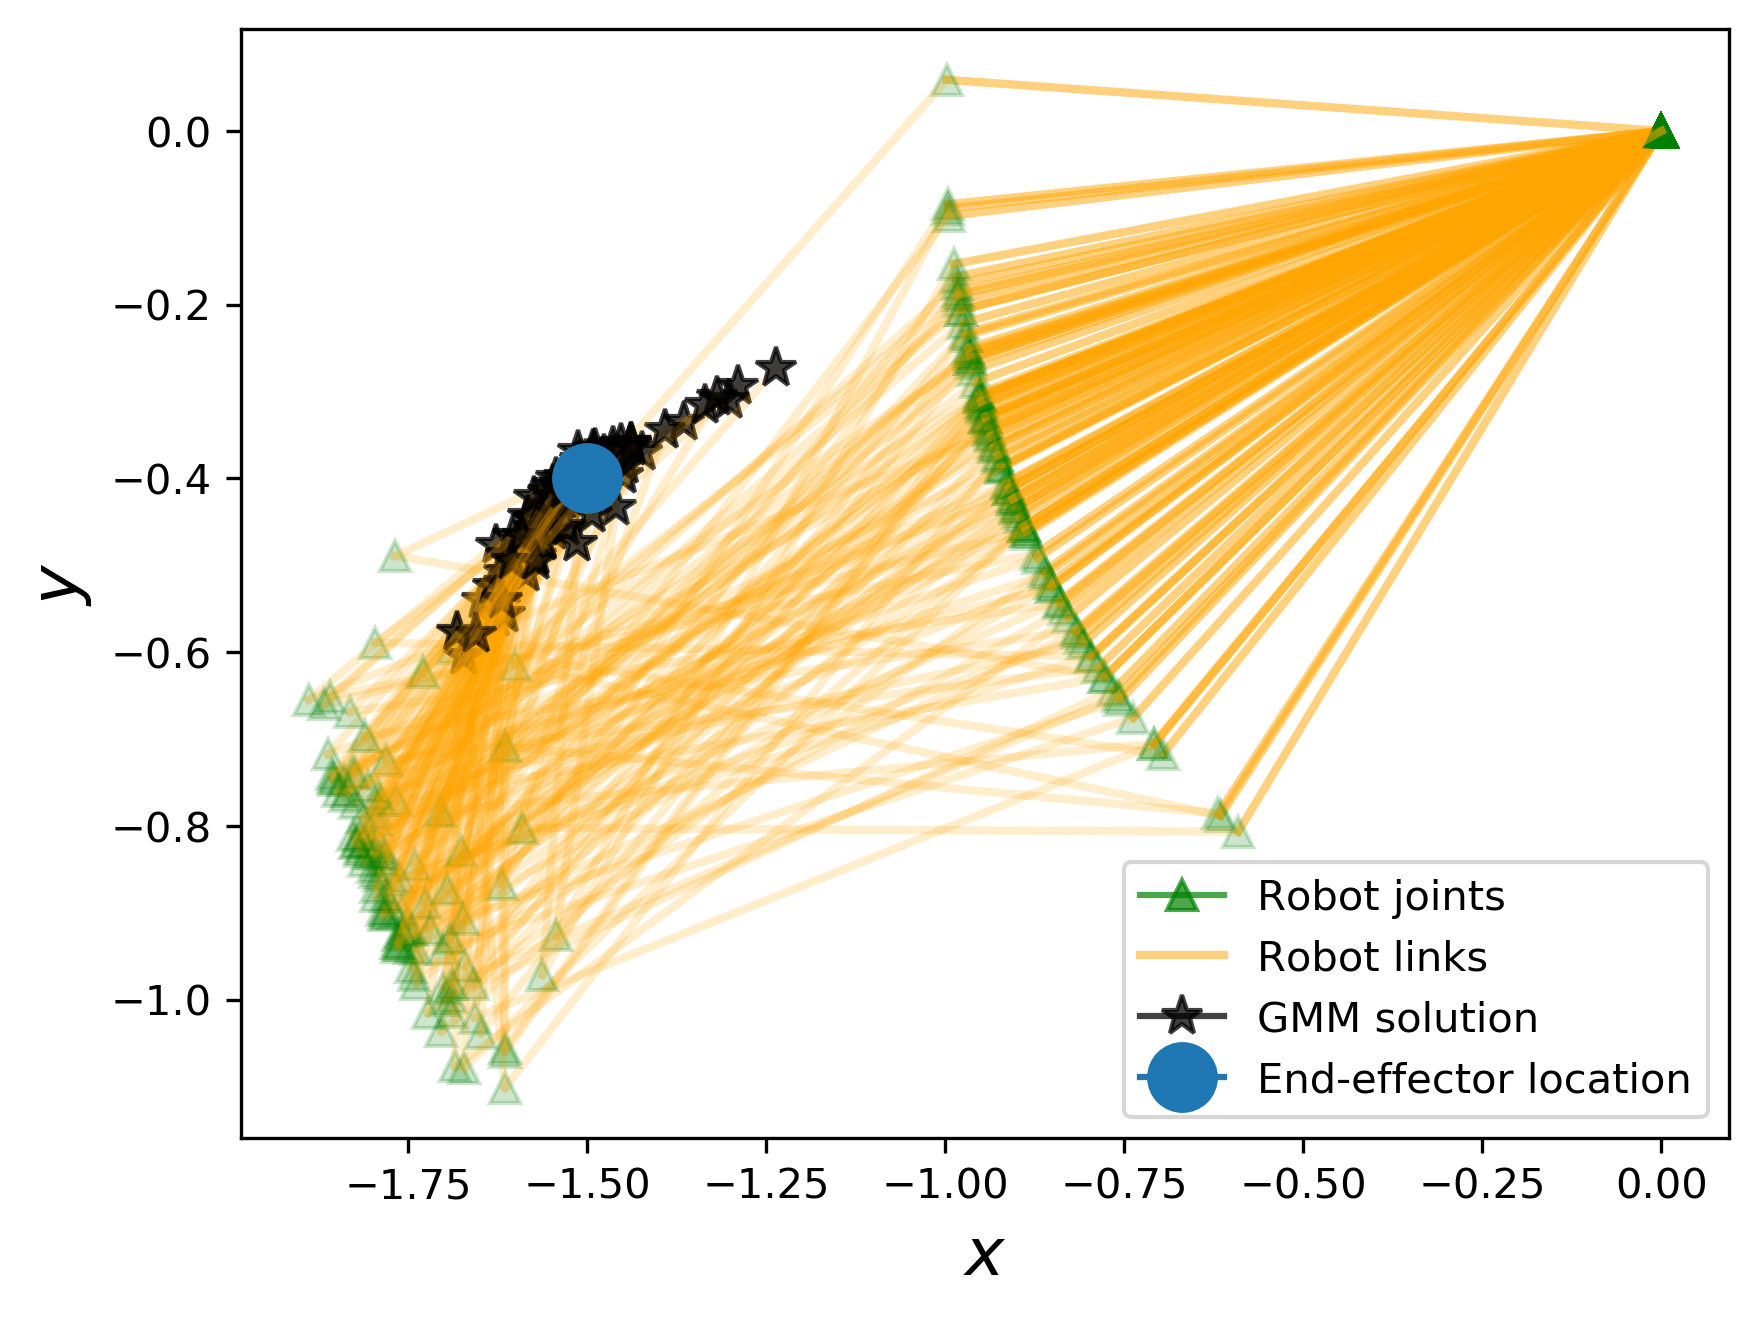 0.0
−0.2
−0.4
−0.6
−0.8
−1.0
y
−1.75 −1.50 −1.25 −1.00 −0.75 −0.50 −0.25 0.00
x
Robot joints
Robot links
GMM solution
End-effector location